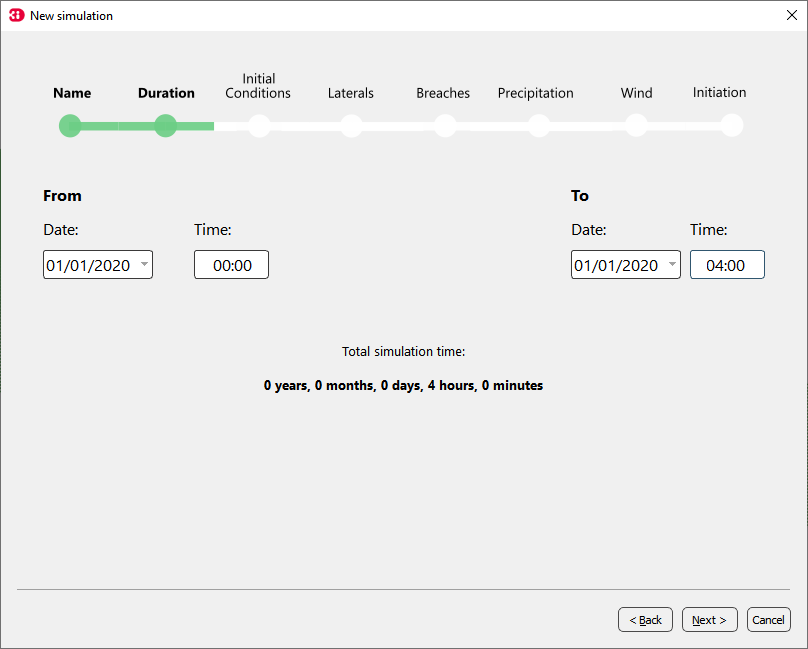 New simulation
Name
Duration
Initial
Conditions
Laterals
Breaches
Precipitation
Wind
Initiation
From
To
Date:
Time:
Date:
Time:
01/01/2020
00:00
01/01/2020
04:00
Total simulation time:
0 years, 0 months, 0 days, 4 hours, 0 minutes
< Back
Next >
Cancel